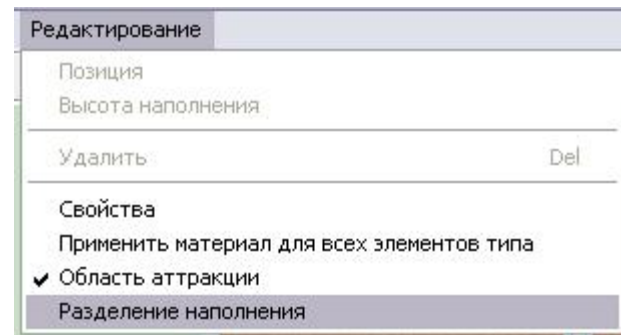 Редактирование
Позиция
Высота наполнения
Удалить Del
Свойства
Применить материал для всех элементов типа
Область аттракции
Разделение наполнения